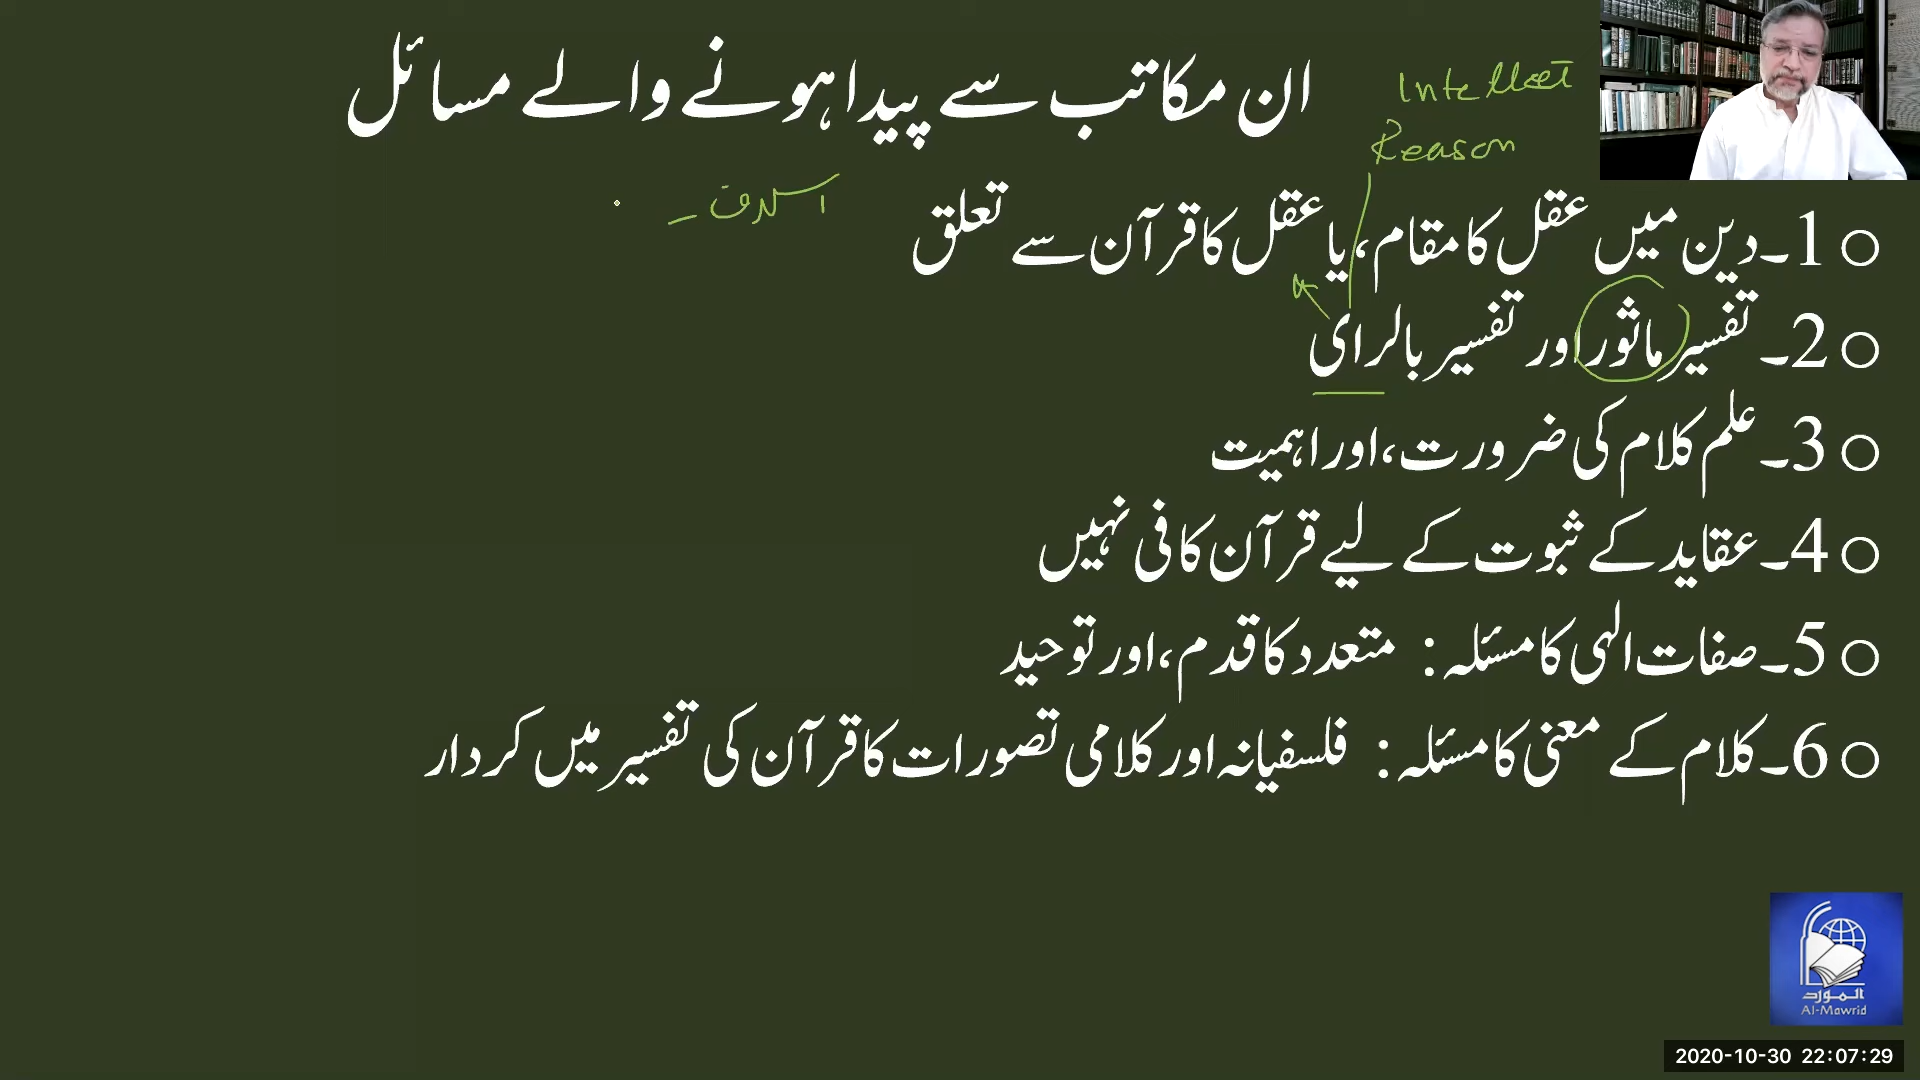 ان مکاتب سے پیدا ہونے والے مسائل
Intellect
Reason
اسلاف ۔
1۔ دین میں عقل کا مقام، یا عقل کا قرآن سے تعلق
2۔ تفسیر ماثور اور تفسیر بالرای
3۔ علم کلام کی ضرورت، اور اہمیت
4۔ عقاید کے ثبوت کے لیے قرآن کافی نہیں
5۔ صفات الہی کا مسئلہ: متعدد کا قدم، اور توحید
6۔ کلام کے معنی کا مسئلہ: فلسفیانہ اور کلامی تصورات کا قرآن کی تفسیر میں کردار
المورد
Al-Mawrid
2020-10-30 22:07:29